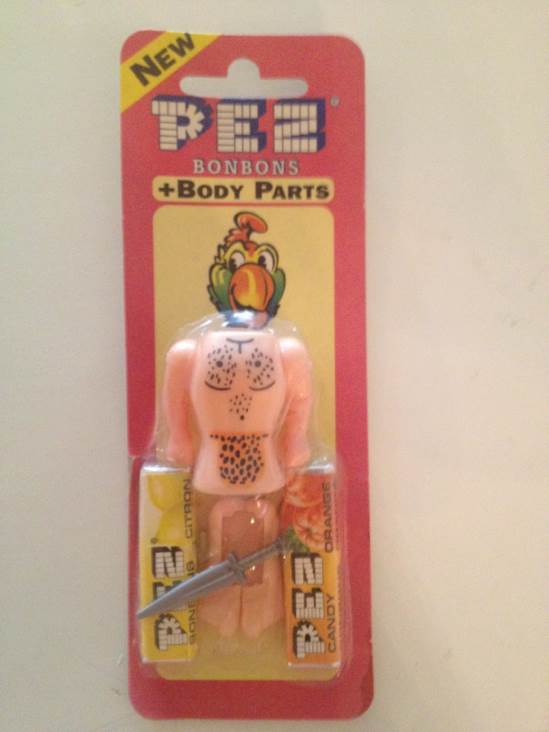 NEW
PEZ®
BONBONS
+BODY PARTS
CITRON
PEZ
ORANGE
PEZ
CANDY